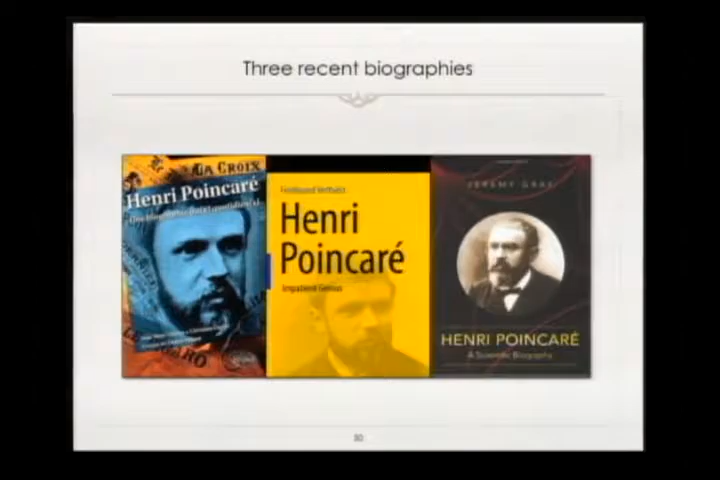 Three recent biographies
LA CROIX
Henri Poincaré
Ferdinand Verhulst
Henri
Poincaré
Impatient Genius
JEREMY GRAY
HENRI POINCARÉ
A Scientific Biography